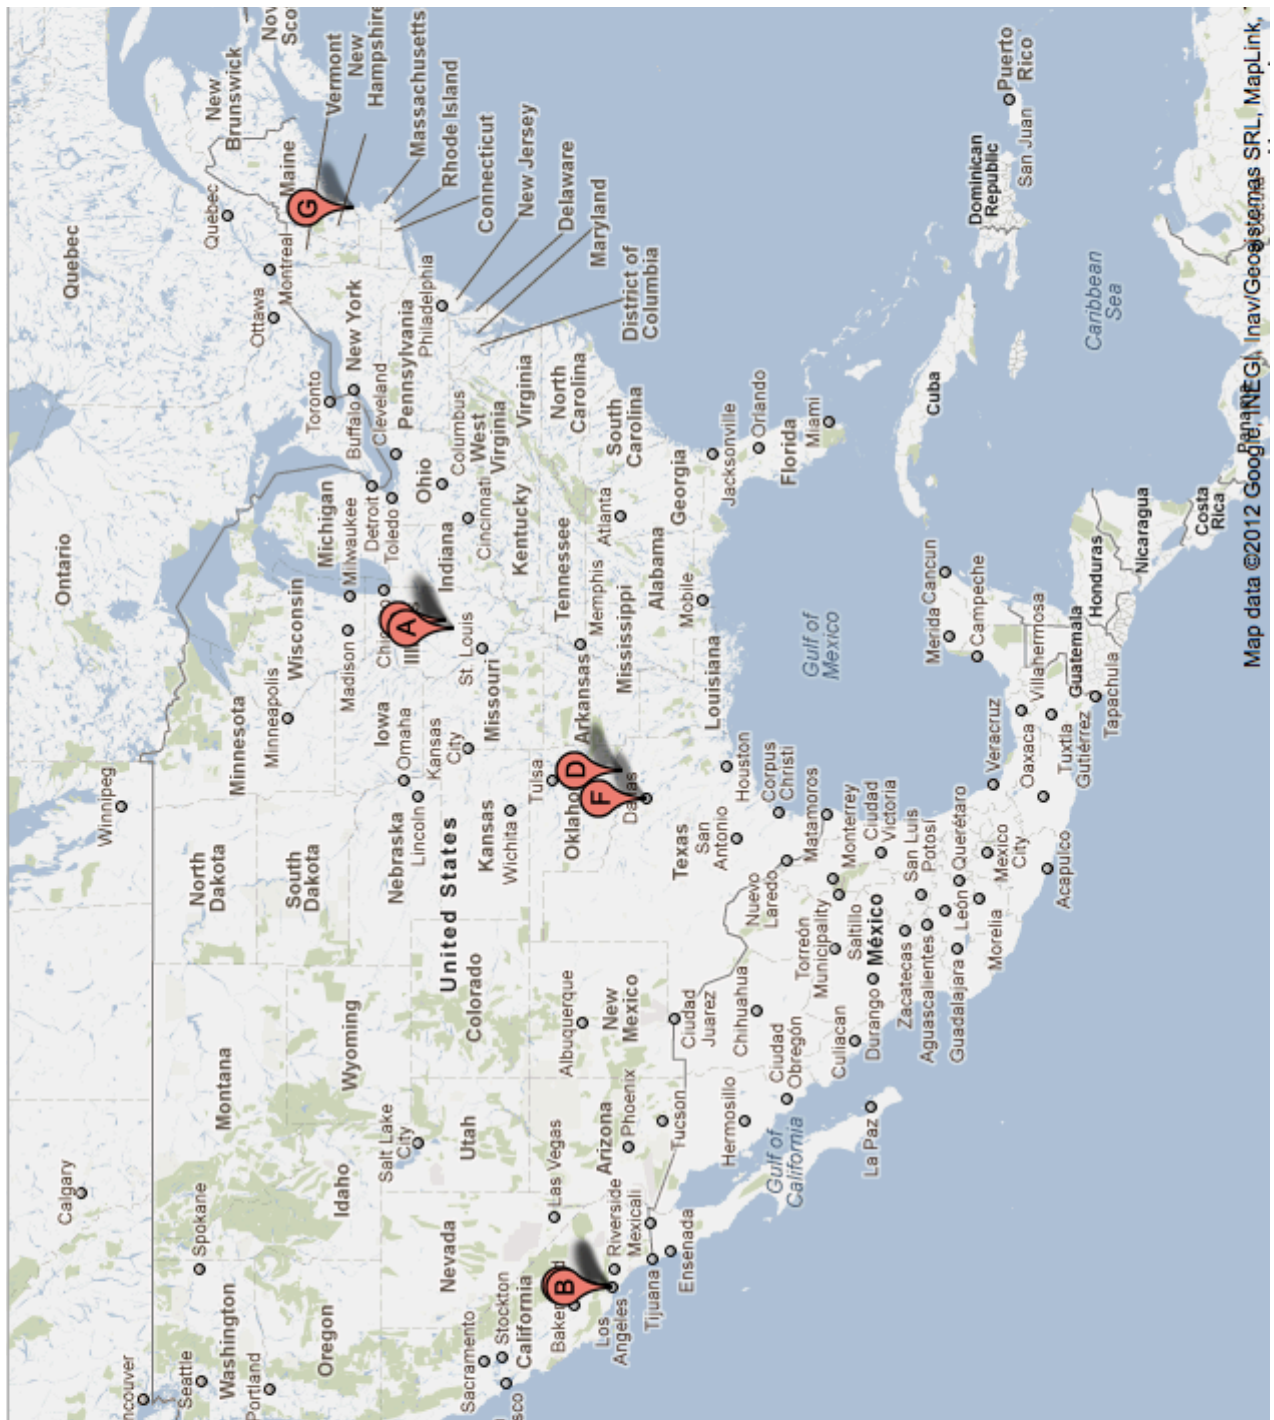 Calgary
Ontario
Quebec
ncouver
Winnipeg
Seattle
Spokane
North
Dakota
Quebec
New
Brunswick
Washington
Montana
Minnesota
Portland
Minneapolis
Ottawa
Montreal
Maine
Nov
Sco
Oregon
Idaho
South
Dakota
Wisconsin
Michigan
Toronto
Vermont
New
Hampshire
Wyoming
Madison
Milwaukee
Detroit
Buffalo
New York
G
Salt Lake
City
Nebraska
Iowa
Omaha
Toledo
Cleveland
Pennsylvania
Massachusetts
A
Lincoln
Ohio
Philadelphia
Rhode Island
Nevada
Utah
Colorado
United States
Kansas
City
Indiana
Columbus
Connecticut
Sacramento
Stockton
St. Louis
Cincinnati
West
Virginia
sco
California
Kansas
Wichita
Missouri
Kentucky
Virginia
New Jersey
Las Vegas
Tulsa
Tennessee
North
Carolina
Delaware
B
Albuquerque
D
Arkansas
Memphis
Maryland
Los
Angeles
Riverside
Arizona
Phoenix
New
Mexico
F
Mississippi
Atlanta
South
Carolina
District of
Columbia
Tijuana
Mexicali
Tucson
Ciudad
Juarez
Texas
Alabama
Mobile
Georgia
Ensenada
San
Antonio
Houston
Louisiana
Jacksonville
Hermosillo
Chihuahua
Nuevo
Laredo
Corpus
Christi
Orlando
Gulf of
California
Ciudad
Obregón
Torreón
Municipality
Matamoros
Gulf of
Mexico
Florida
Miami
Culiacan
Saltillo
Monterrey
La Paz
Durango
México
Ciudad
Victoria
Zacatecas
San Luis
Potosí
Aguascalientes
Merida
Cancun
Cuba
Guadalajara
León
Querétaro
Campeche
Morelia
Mexico
City
Veracruz
Dominican
Republic
Puerto
Rico
San Juan
Acapulco
Oaxaca
Villahermosa
Tuxtla
Gutiérrez
Guatemala
Honduras
Caribbean
Sea
Tapachula
Nicaragua
Costa
Rica
Panama
Map data ©2012 Google, INEGI, Inav/Geosistemas SRL, MapLink,